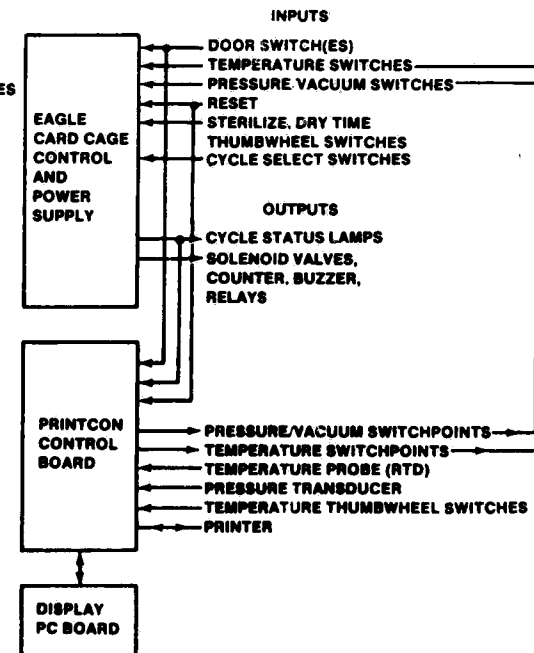 INPUTS
DOOR SWITCH(ES)
TEMPERATURE SWITCHES
PRESSURE/VACUUM SWITCHES
RESET
STERILIZE, DRY TIME
THUMBWHEEL SWITCHES
CYCLE SELECT SWITCHES
ES
EAGLE
CARD CAGE
CONTROL
AND
POWER
SUPPLY
OUTPUTS
CYCLE STATUS LAMPS
SOLENOID VALVES,
COUNTER, BUZZER,
RELAYS
PRINTCON
CONTROL
BOARD
PRESSURE/VACUUM SWITCHPOINTS
TEMPERATURE SWITCHPOINTS
TEMPERATURE PROBE (RTD)
PRESSURE TRANSDUCER
TEMPERATURE THUMBWHEEL SWITCHES
PRINTER
DISPLAY
PC BOARD